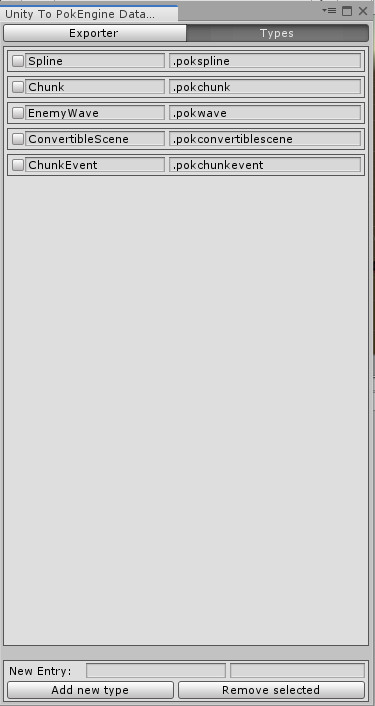 Unity To PokEngine Data...
Exporter Types
Spline .pokspline
Chunk .pokchunk
EnemyWave .pokwave
ConvertibleScene .pokconvertiblescene
ChunkEvent .pokchunkevent
New Entry:
Add new type Remove selected